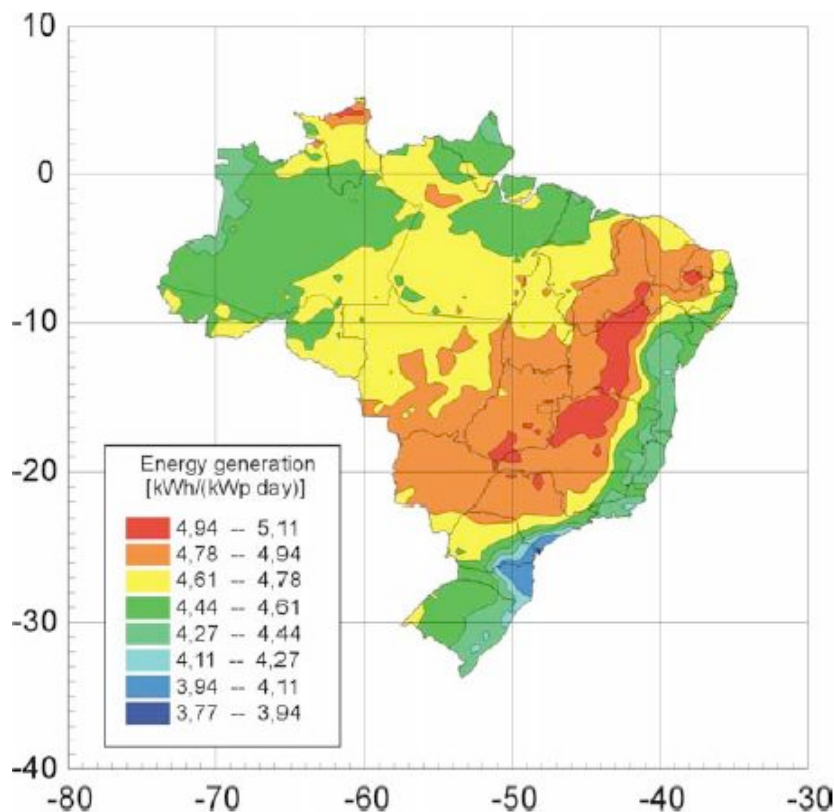 10
0
-10
-20
-30
-40
-80
-70
-60
-50
-40
-30
Energy generation
[kWh/(kWp day)]
4,94 -- 5,11
4,78 -- 4,94
4,61 -- 4,78
4,44 -- 4,61
4,27 -- 4,44
4,11 -- 4,27
3,94 -- 4,11
3,77 -- 3,94